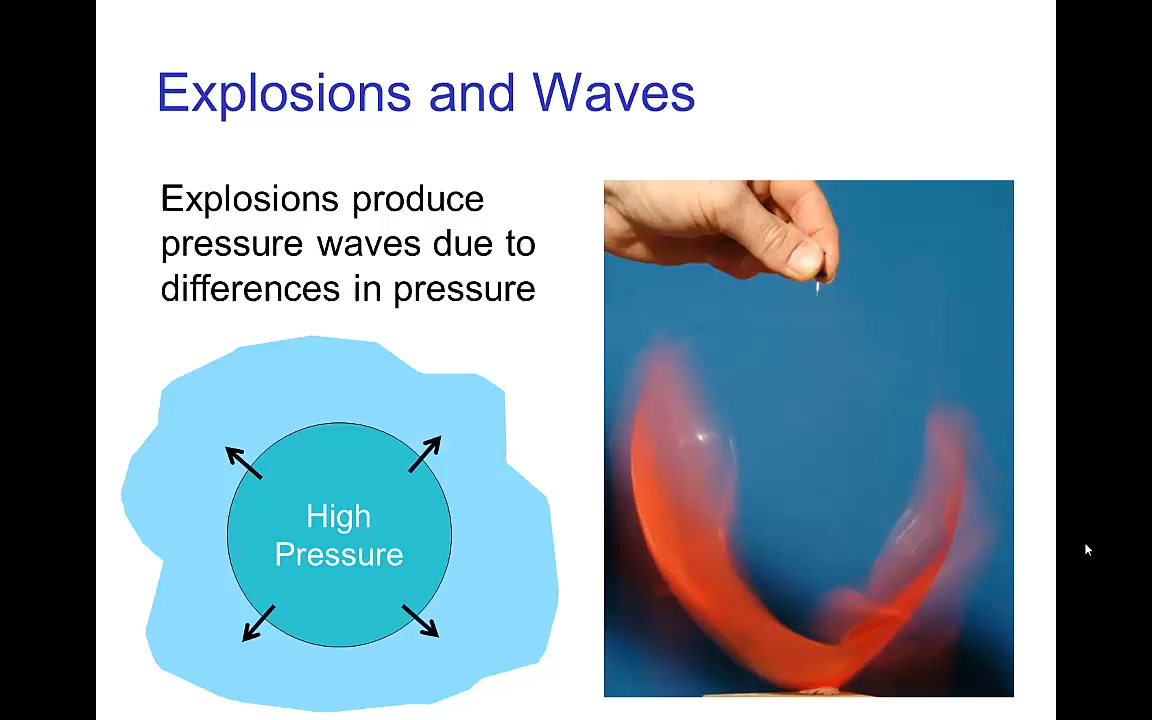 Explosions and Waves
Explosions produce
pressure waves due to
differences in pressure
High
Pressure